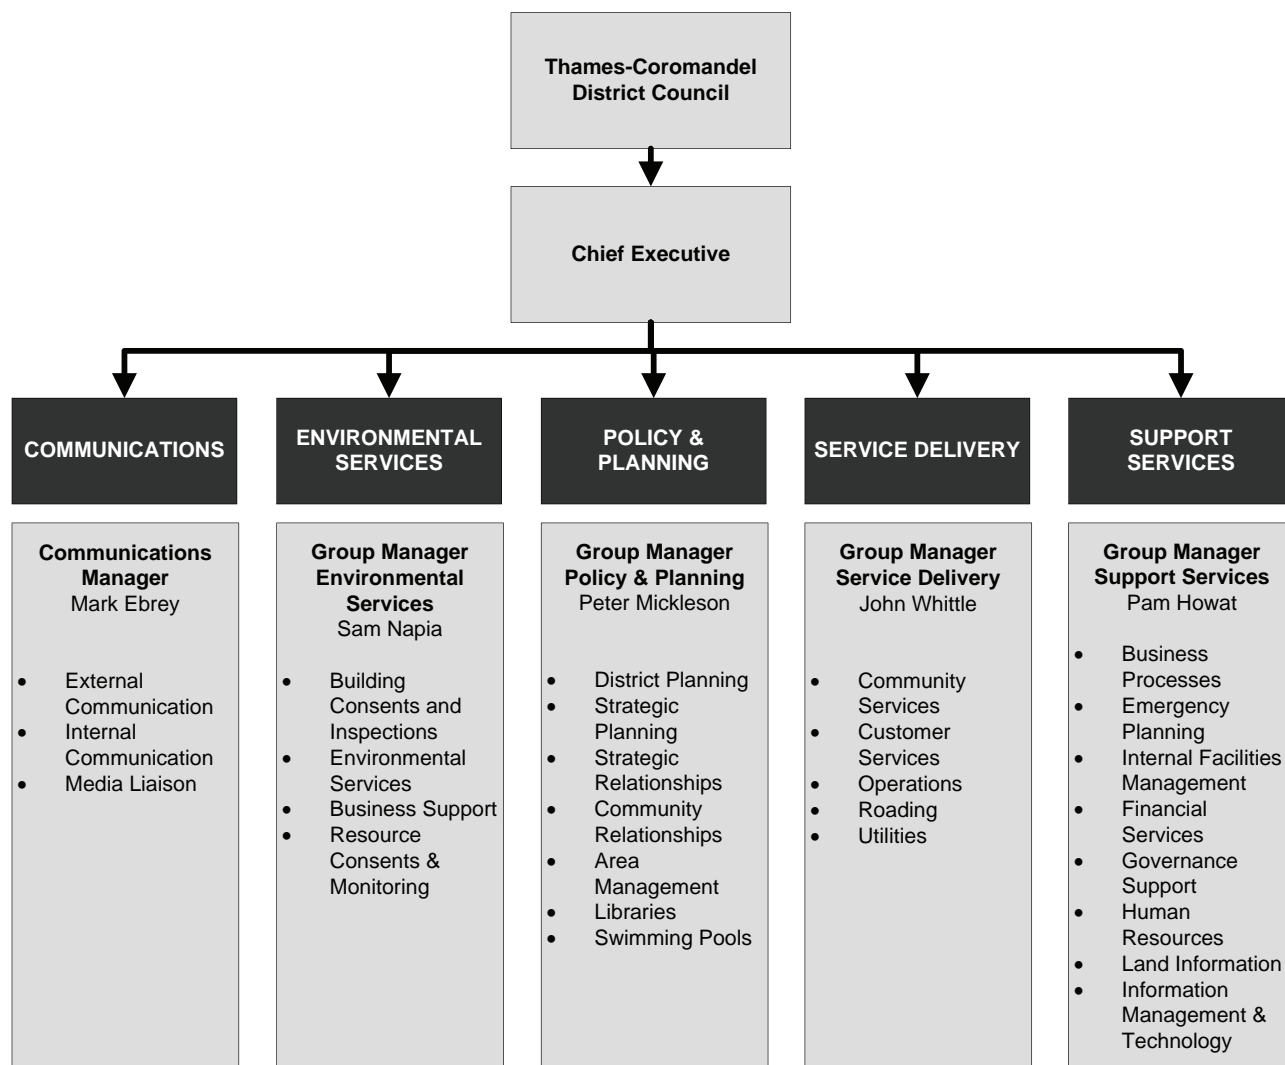 Thames-Coromandel
District Council
Chief Executive
COMMUNICATIONS
ENVIRONMENTAL
SERVICES
POLICY &
PLANNING
SERVICE DELIVERY
SUPPORT
SERVICES
Communications
Manager
Mark Ebrey
• External
Communication
• Internal
Communication
• Media Liaison
Group Manager
Environmental
Services
Sam Napia
• Building
Consents and
Inspections
• Environmental
Services
• Business Support
• Resource
Consents &
Monitoring
Group Manager
Policy & Planning
Peter Mickleson
• District Planning
• Strategic
Planning
• Strategic
Relationships
• Community
Relationships
• Area
Management
• Libraries
• Swimming Pools
Group Manager
Service Delivery
John Whittle
• Community
Services
• Customer
Services
• Operations
• Roading
• Utilities
Group Manager
Support Services
Pam Howat
• Business
Processes
• Emergency
Planning
• Internal Facilities
Management
• Financial
Services
• Governance
Support
• Human
Resources
• Land Information
• Information
Management &
Technology